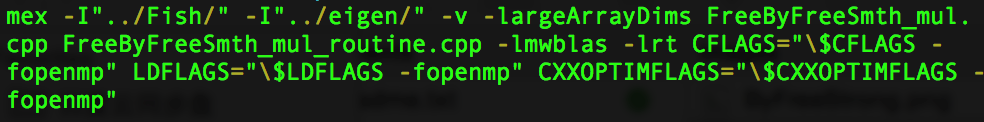 mex -I"../Fish/" -I"../eigen/" -v -largeArrayDims FreeByFreeSmth_mul.
cpp FreeByFreeSmth_mul_routine.cpp -lmwblas -lrt CFLAGS="\$CFLAGS -
fopenmp" LDFLAGS="\$LDFLAGS -fopenmp" CXXOPTIMFLAGS="\$CXXOPTIMFLAGS -
fopenmp"